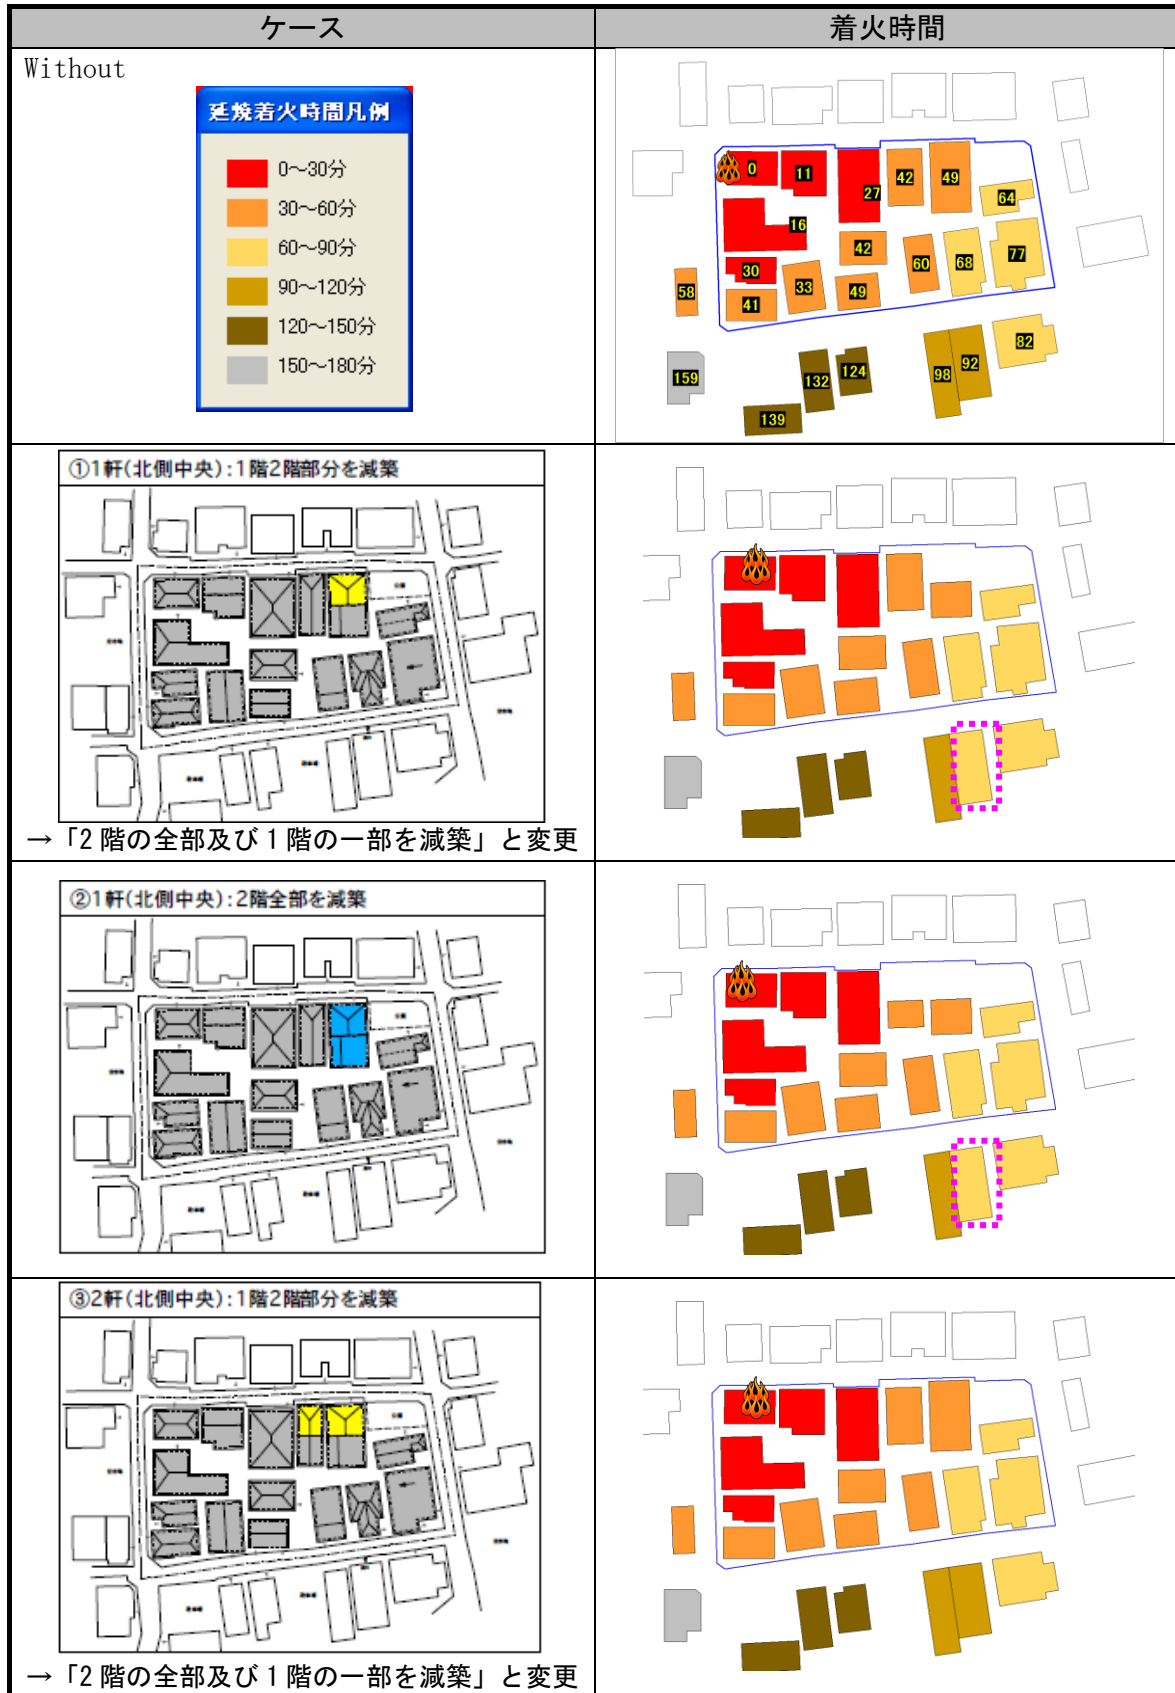 ケース
着火時間
Without
延焼着火時間凡例
0～30分
30～60分
60～90分
90～120分
120～150分
150～180分
0
11
27
42
49
64
16
42
60
68
77
30
33
49
58
41
82
92
98
124
132
159
139
①1軒(北側中央):1階2階部分を減築
→「2階の全部及び1階の一部を減築」と変更
②1軒(北側中央):2階全部を減築
③2軒(北側中央):1階2階部分を減築
→「2階の全部及び1階の一部を減築」と変更